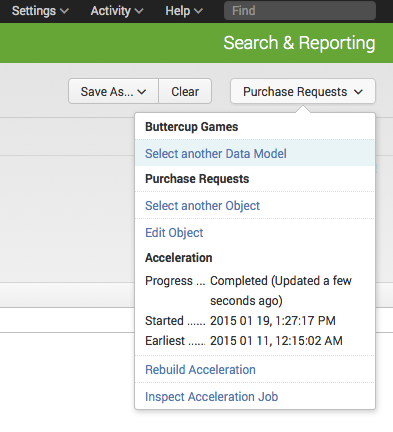 Settings Activity Help Find
Search & Reporting
Save As... Clear Purchase Requests
Buttercup Games
Select another Data Model
Purchase Requests
Select another Object
Edit Object
Acceleration
Progress ... Completed (Updated a few
seconds ago)
Started ...... 2015 01 19, 1:27:17 PM
Earliest ...... 2015 01 11, 12:15:02 AM
Rebuild Acceleration
Inspect Acceleration Job